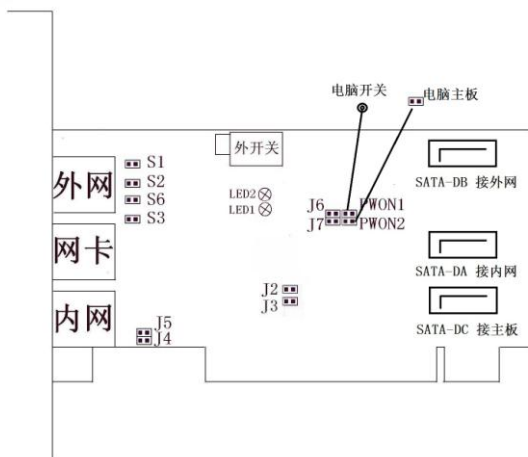 电脑开关
电脑主板
外开关
外网
S1
S2
S6
S3
SATA-DB 接外网
LED2
LED1
J6
PWON1
J7
PWON2
网卡
SATA-DA 接内网
J2
J3
内网
J5
J4
SATA-DC 接主板